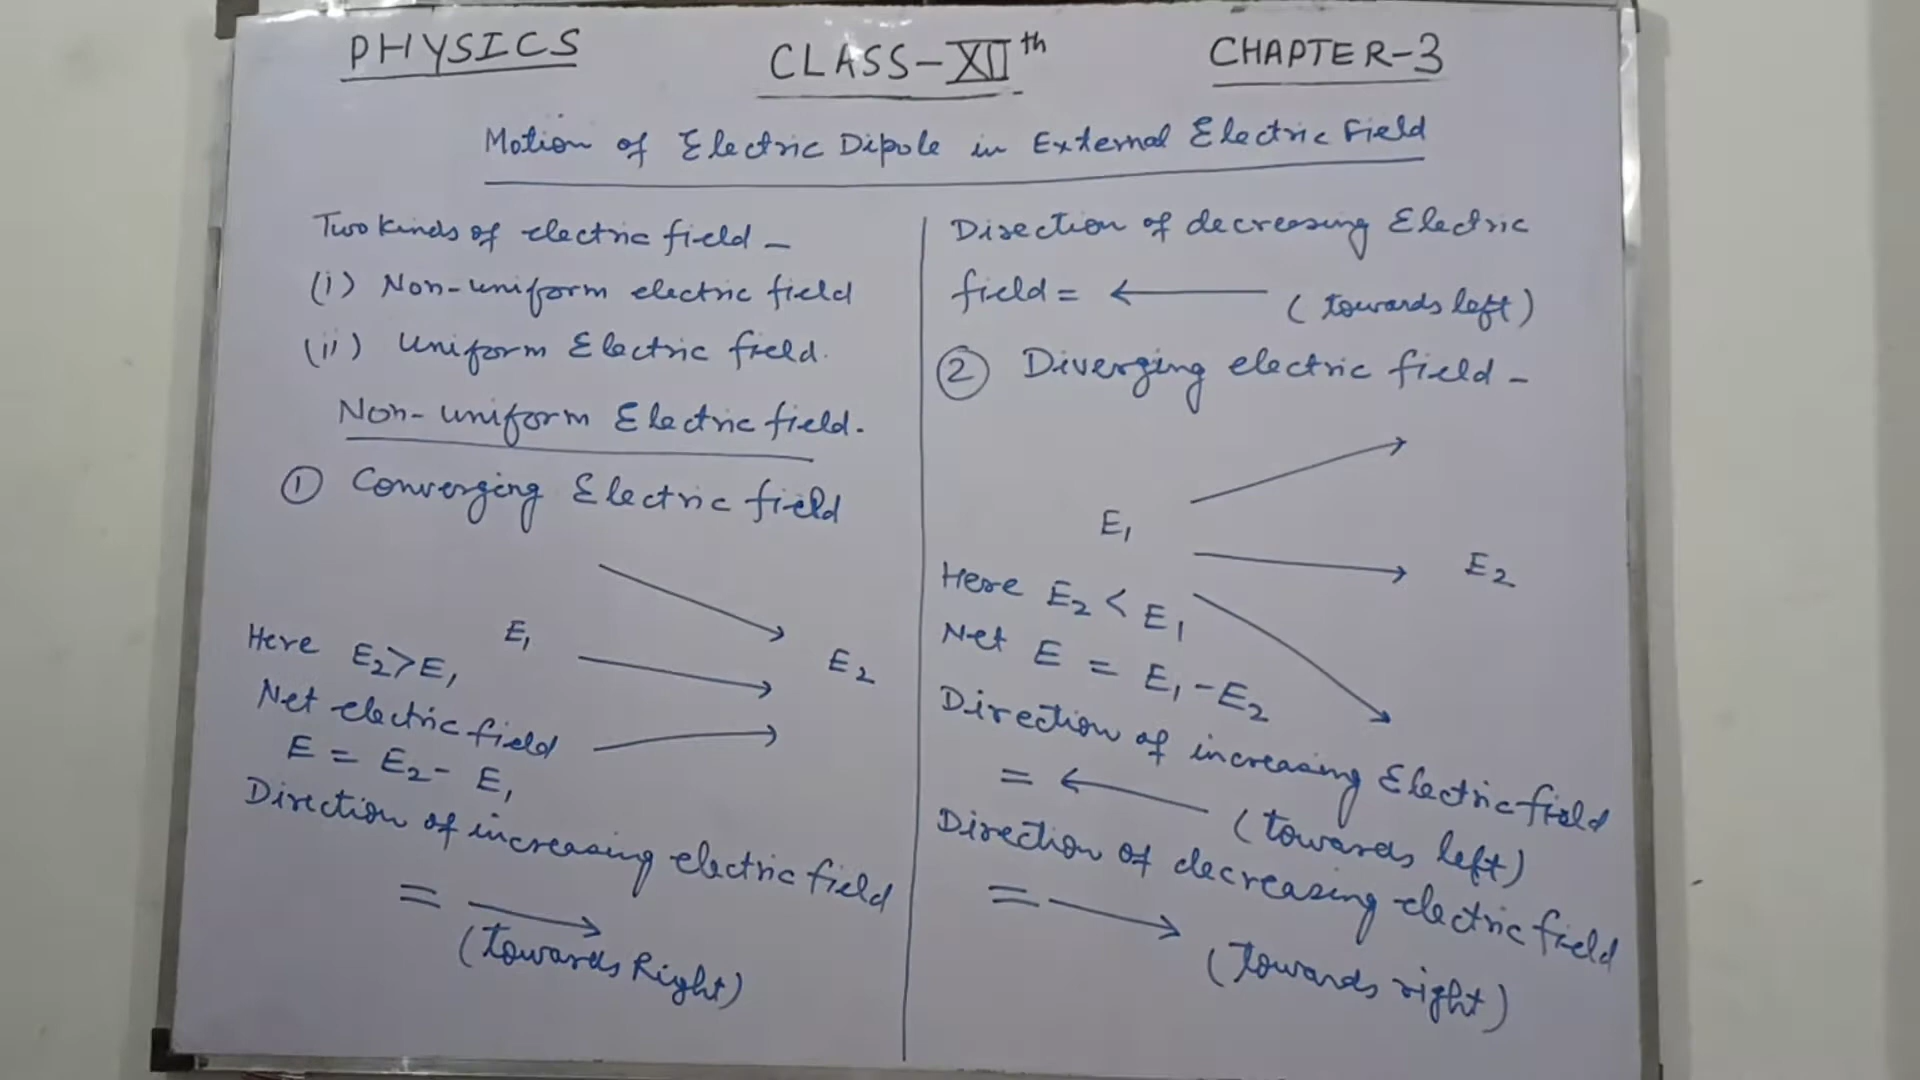 PHYSICS CLASS-XIIth CHAPTER-3
Motion of Electric Dipole in External Electric Field
Two kinds of electric field -
(i) Non-uniform electric field
(ii) Uniform Electric field.
Non-uniform Electric field.
① Converging Electric field
E1
E2
Here E2>E1
Net electric field
E = E2- E1
Direction of increasing electric field
= →
(towards Right)
Direction of decreasing Electric
field = ← (towards left)
② Diverging electric field -
E1
E2
Here E2 < E1
Net E = E1-E2
Direction of increasing Electric field
= ← (towards left)
Direction of decreasing electric field
= → (towards right)